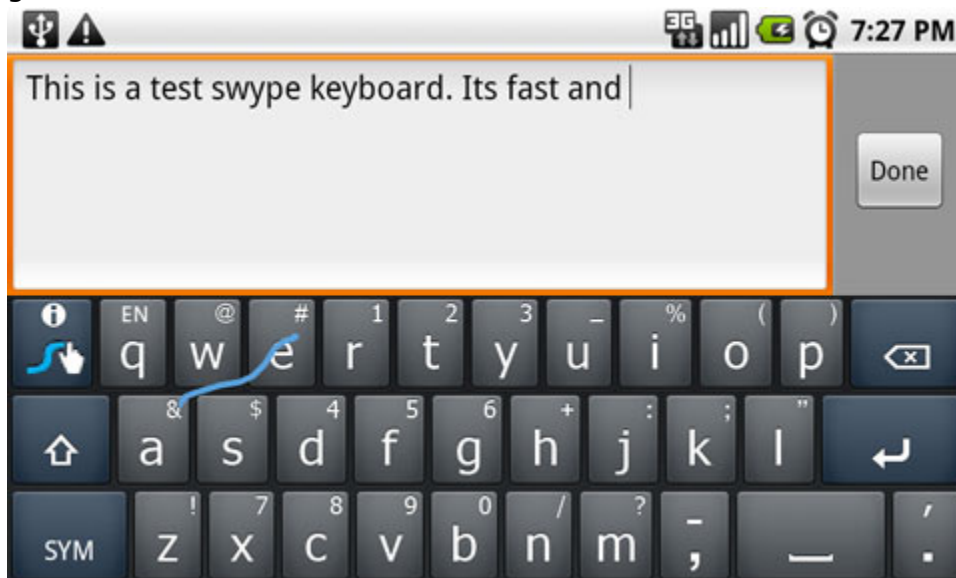 3G 7:27 PM
This is a test swype keyboard. Its fast and
Done
i EN @ # 1 2 3 _ % ( )
q w e r t y u i o p
& $ 4 5 6 + : ; "
a s d f g h j k l
! 7 8 9 0 / ? - '
SYM z x c v b n m , .